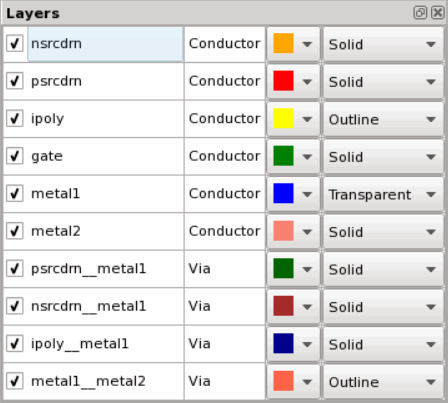 Layers
nsrcdrn Conductor Solid
psrcdrn Conductor Solid
ipoly Conductor Outline
gate Conductor Solid
metal1 Conductor Transparent
metal2 Conductor Solid
psrcdrn__metal1 Via Solid
nsrcdrn__metal1 Via Solid
ipoly__metal1 Via Solid
metal1__metal2 Via Outline